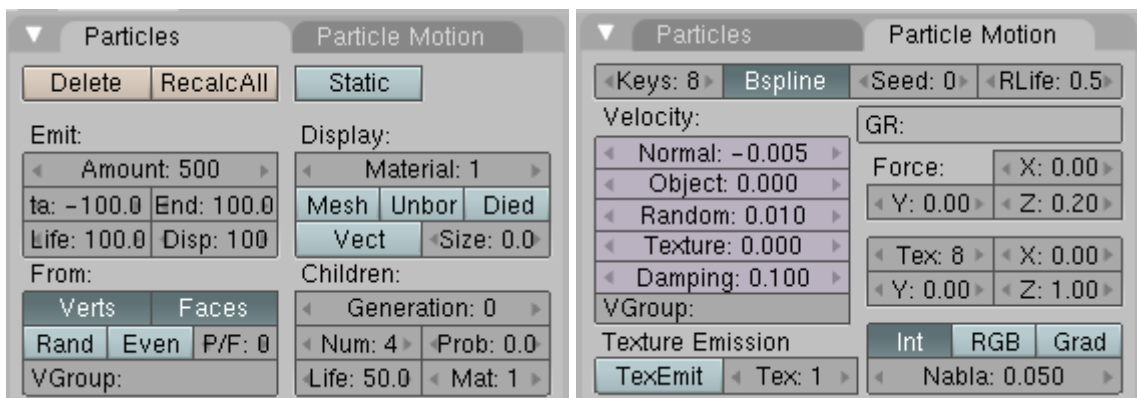 Particles Particle Motion
Delete RecalcAll Static
Emit: Display:
Amount: 500 Material: 1
ta: -100.0 End: 100.0 Mesh Unbor Died
Life: 100.0 Disp: 100 Vect Size: 0.0
From: Children:
Verts Faces Generation: 0
Rand Even P/F: 0 Num: 4 Prob: 0.0
VGroup: Life: 50.0 Mat: 1
Particles Particle Motion
Keys: 8 Bspline Seed: 0 RLife: 0.5
Velocity: GR:
Normal: -0.005 Force: X: 0.00
Object: 0.000 Y: 0.00 Z: 0.20
Random: 0.010
Texture: 0.000 Tex: 8 X: 0.00
Damping: 0.100 Y: 0.00 Z: 1.00
VGroup:
Texture Emission Int RGB Grad
TexEmit Tex: 1 Nabla: 0.050